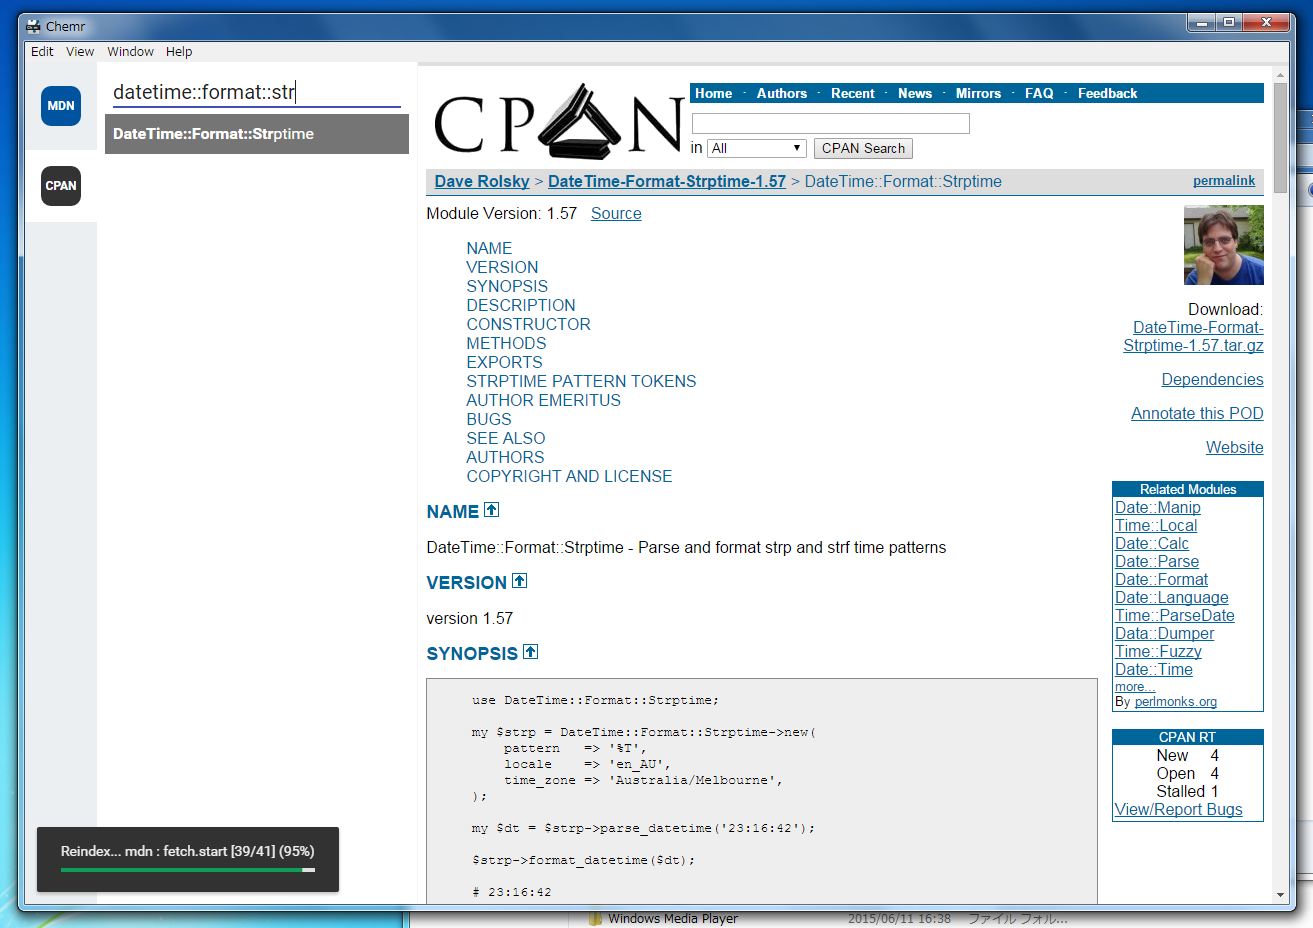 Chemr
Edit View Window Help
MDN
CPAN
datetime::format::str
DateTime::Format::Strptime
CPAN
Home · Authors · Recent · News · Mirrors · FAQ · Feedback
in All CPAN Search
Dave Rolsky > DateTime-Format-Strptime-1.57 > DateTime::Format::Strptime permalink
Module Version: 1.57 Source
NAME
VERSION
SYNOPSIS
DESCRIPTION
CONSTRUCTOR
METHODS
EXPORTS
STRPTIME PATTERN TOKENS
AUTHOR EMERITUS
BUGS
SEE ALSO
AUTHORS
COPYRIGHT AND LICENSE
NAME
DateTime::Format::Strptime - Parse and format strp and strf time patterns
VERSION
version 1.57
SYNOPSIS
use DateTime::Format::Strptime;
my $strp = DateTime::Format::Strptime->new(
pattern => '%T',
locale => 'en_AU',
time_zone => 'Australia/Melbourne',
);
my $dt = $strp->parse_datetime('23:16:42');
$strp->format_datetime($dt);
# 23:16:42
Download:
DateTime-Format-
Strptime-1.57.tar.gz
Dependencies
Annotate this POD
Website
Related Modules
Date::Manip
Time::Local
Date::Calc
Date::Parse
Date::Format
Date::Language
Time::ParseDate
Data::Dumper
Time::Fuzzy
Date::Time
more...
By perlmonks.org
CPAN RT
New 4
Open 4
Stalled 1
View/Report Bugs
Reindex... mdn : fetch.start [39/41] (95%)
Windows Media Player 2015/06/11 16:38 ファイル フォル...